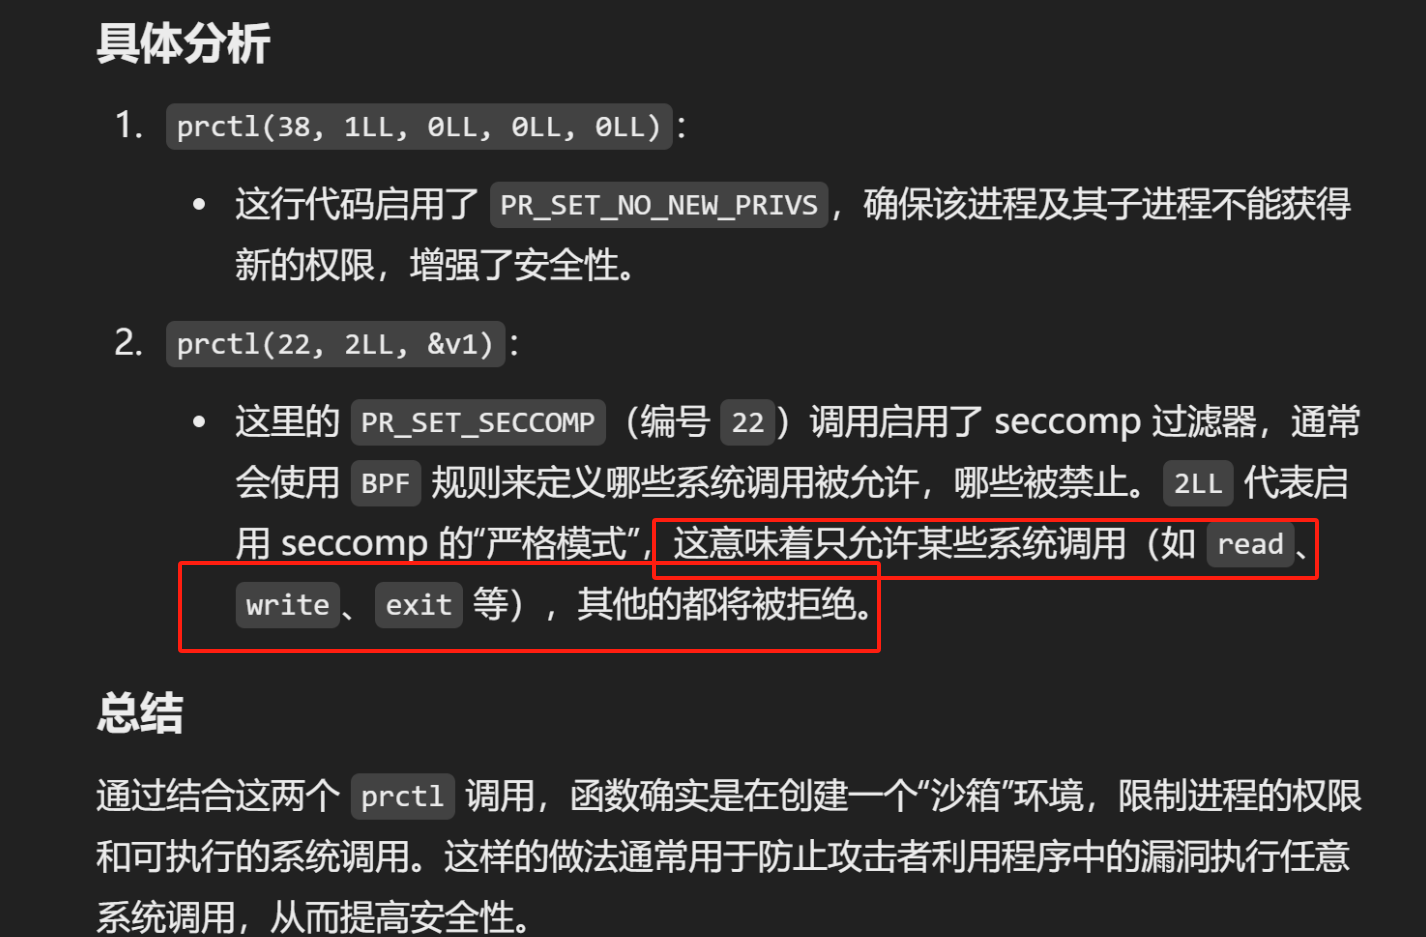 具体分析
1. prctl(38, 1LL, 0LL, 0LL, 0LL)：
• 这行代码启用了 PR_SET_NO_NEW_PRIVS，确保该进程及其子进程不能获得
新的权限，增强了安全性。
2. prctl(22, 2LL, &v1)：
• 这里的 PR_SET_SECCOMP（编号 22）调用启用了 seccomp 过滤器，通常
会使用 BPF 规则来定义哪些系统调用被允许，哪些被禁止。2LL 代表启
用 seccomp 的“严格模式”，这意味着只允许某些系统调用（如 read、
write、exit 等），其他的都将被拒绝。
总结
通过结合这两个 prctl 调用，函数确实是在创建一个“沙箱”环境，限制进程的权限
和可执行的系统调用。这样的做法通常用于防止攻击者利用程序中的漏洞执行任意
系统调用，从而提高安全性。